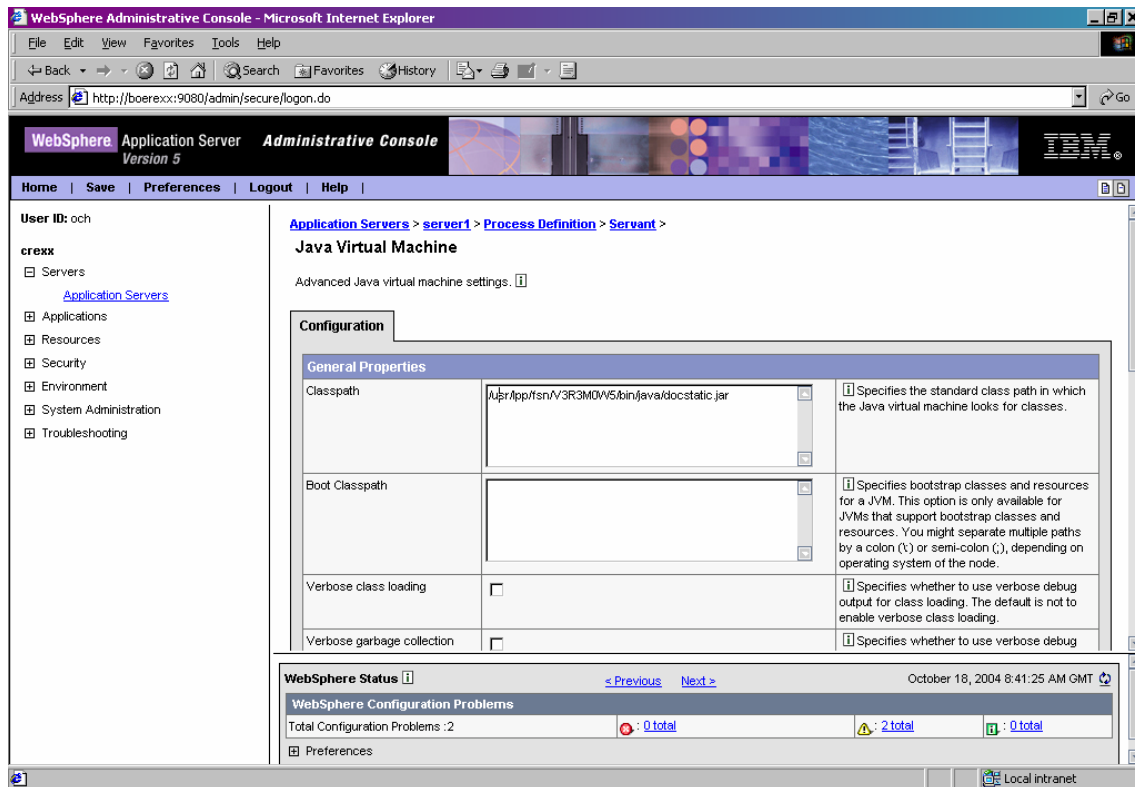 WebSphere Administrative Console - Microsoft Internet Explorer
File Edit View Favorites Tools Help
Back Search Favorites History
Address http://boerexx:9080/admin/secure/logon.do Go
WebSphere Application Server Administrative Console
Version 5
IBM
Home | Save | Preferences | Logout | Help |
User ID: och
crexx
Servers
Application Servers
Applications
Resources
Security
Environment
System Administration
Troubleshooting
Application Servers > server1 > Process Definition > Servant >
Java Virtual Machine
Advanced Java virtual machine settings. i
Configuration
General Properties
Classpath
/usr/lpp/fsn/V3R3M0W5/bin/java/docstatic.jar
i Specifies the standard class path in which
the Java virtual machine looks for classes.
Boot Classpath
i Specifies bootstrap classes and resources
for a JVM. This option is only available for
JVMs that support bootstrap classes and
resources. You might separate multiple paths
by a colon (':) or semi-colon (;), depending on
operating system of the node.
Verbose class loading
i Specifies whether to use verbose debug
output for class loading. The default is not to
enable verbose class loading.
Verbose garbage collection
i Specifies whether to use verbose debug
WebSphere Status i < Previous Next > October 18, 2004 8:41:25 AM GMT
WebSphere Configuration Problems
Total Configuration Problems :2 : 0 total : 2 total : 0 total
Preferences
Local intranet